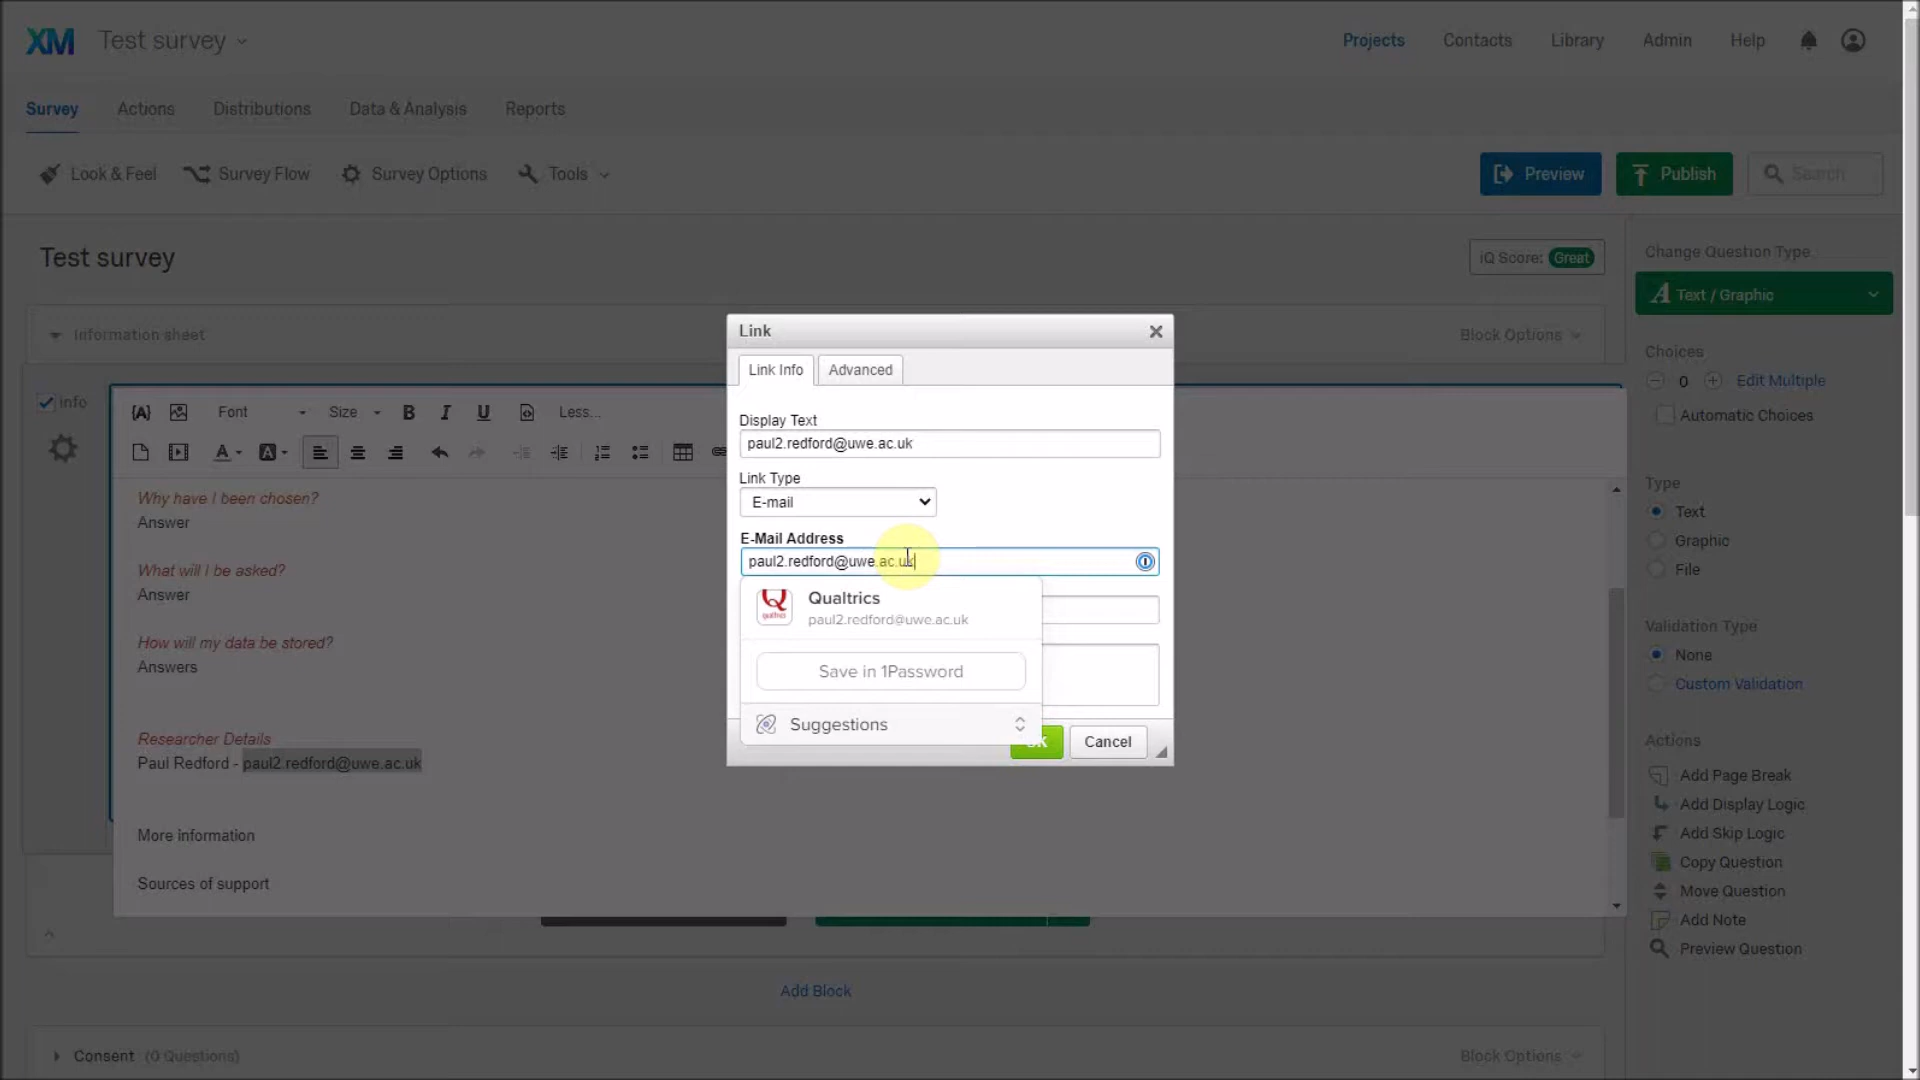 XM Test survey Projects Contacts Library Admin Help
Survey Actions Distributions Data & Analysis Reports
Look & Feel Survey Flow Survey Options Tools Preview Publish Search
Test survey iQ Score: Great
Information sheet Block Options
info
Font Size B I U Less...
Why have I been chosen?
Answer
What will I be asked?
Answer
How will my data be stored?
Answers
Researcher Details
Paul Redford - paul2.redford@uwe.ac.uk
More information
Sources of support
Add Block
Consent (0 Questions) Block Options
Link
Link Info Advanced
Display Text
paul2.redford@uwe.ac.uk
Link Type
E-mail
E-Mail Address
paul2.redford@uwe.ac.uk
Qualtrics
paul2.redford@uwe.ac.uk
Save in 1Password
Suggestions
Cancel
Change Question Type
Text / Graphic
Choices
0 Edit Multiple
Automatic Choices
Type
Text
Graphic
File
Validation Type
None
Custom Validation
Actions
Add Page Break
Add Display Logic
Add Skip Logic
Copy Question
Move Question
Add Note
Preview Question